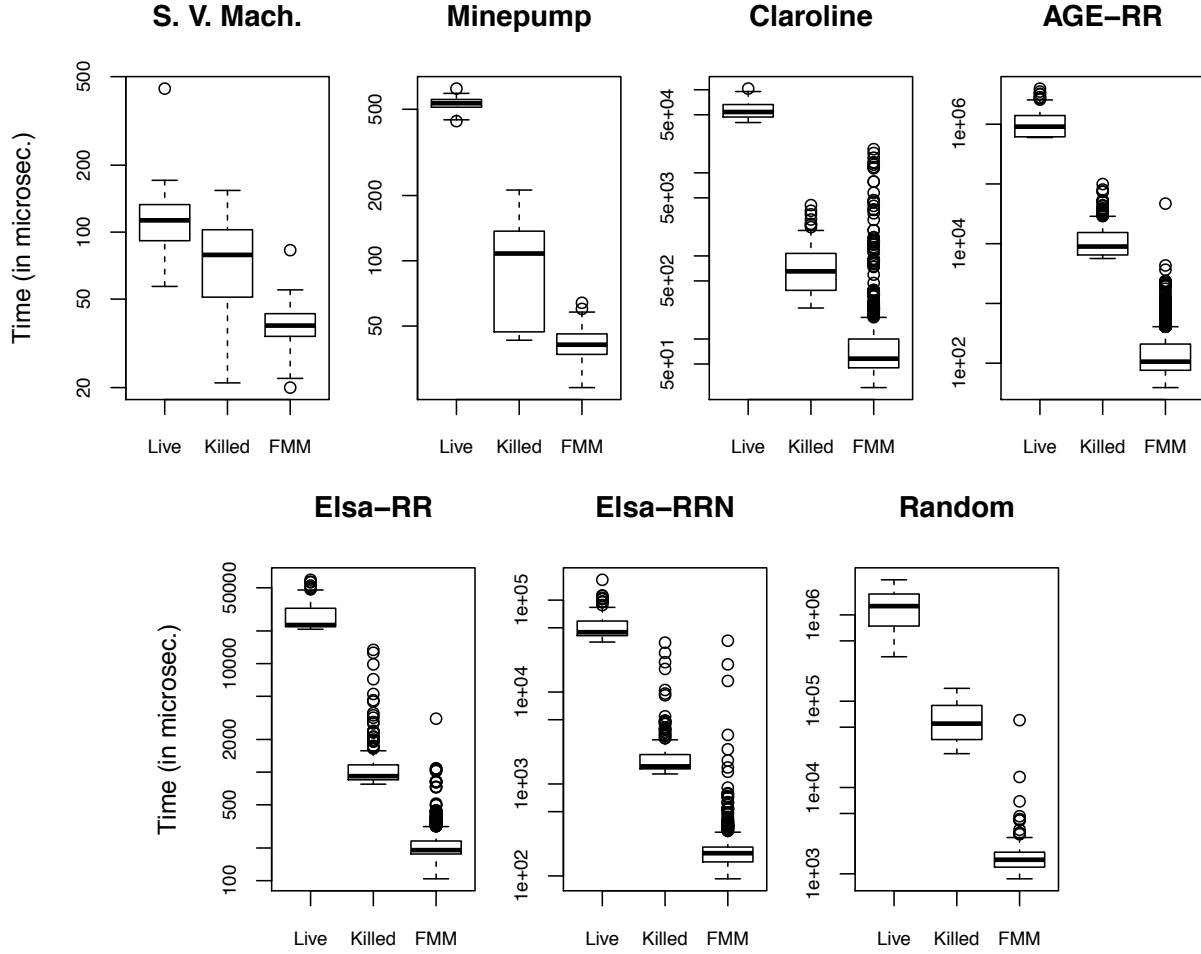 S. V. Mach. Minepump Claroline AGE−RR
Time (in microsec.)
500
200
100
50
20
Live Killed FMM
500
200
100
50
Live Killed FMM
5e+04
5e+03
5e+02
5e+01
Live Killed FMM
1e+06
1e+04
1e+02
Live Killed FMM
Elsa−RR Elsa−RRN Random
Time (in microsec.)
50000
10000
2000
500
100
Live Killed FMM
1e+05
1e+04
1e+03
1e+02
Live Killed FMM
1e+06
1e+05
1e+04
1e+03
Live Killed FMM